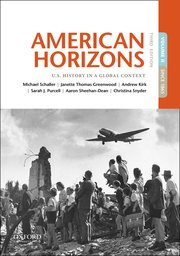 AMERICAN
HORIZONS
U.S. HISTORY IN A GLOBAL CONTEXT
Michael Schaller | Janette Thomas Greenwood | Andrew Kirk
| Sarah J. Purcell | Aaron Sheehan-Dean | Christina Snyder
THIRD EDITION
VOLUME II
SINCE 1865
OXFORD